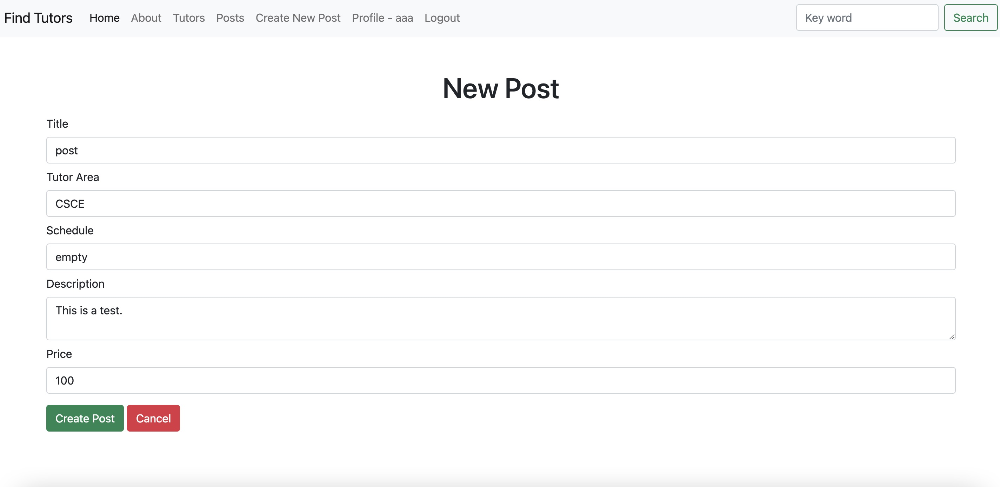 Find Tutors Home About Tutors Posts Create New Post Profile - aaa Logout Key word Search
New Post
Title
post
Tutor Area
CSCE
Schedule
empty
Description
This is a test.
Price
100
Create Post Cancel